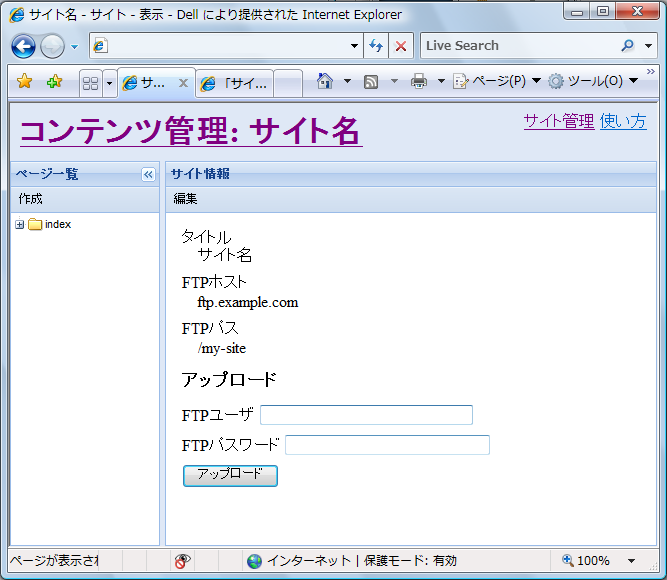 サイト名 - サイト - 表示 - Dell により提供された Internet Explorer
Live Search
サ...
「サイ...
ページ(P)
ツール(O)
コンテンツ管理: サイト名
サイト管理 使い方
ページ一覧
作成
index
サイト情報
編集
タイトル
サイト名
FTPホスト
ftp.example.com
FTPパス
/my-site
アップロード
FTPユーザ
FTPパスワード
アップロード
ページが表示され
インターネット | 保護モード: 有効
100%